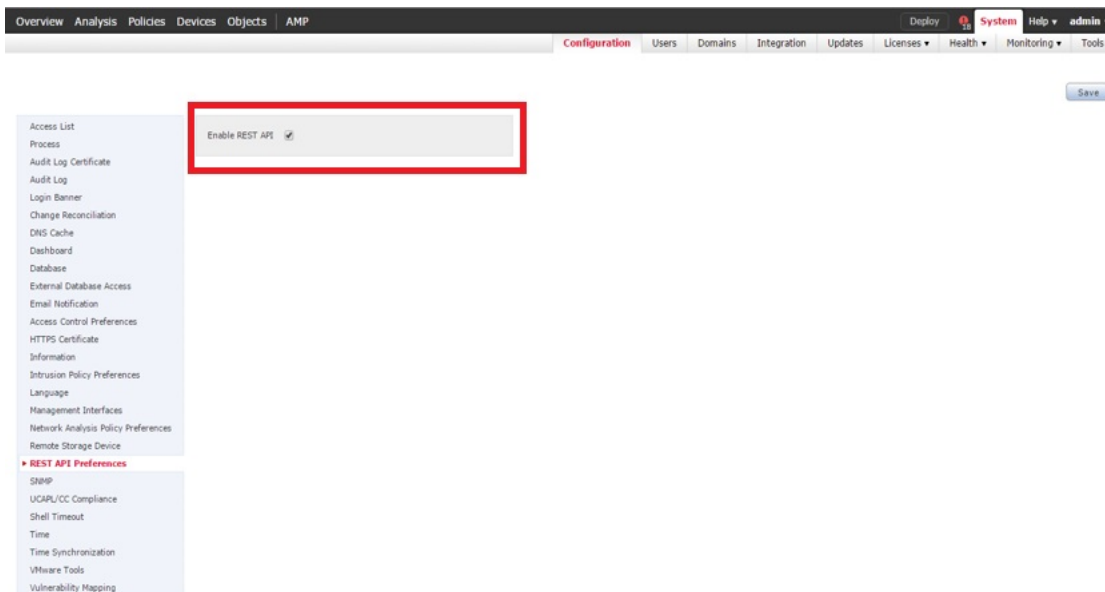 Overview Analysis Policies Devices Objects AMP Deploy 18 System Help ▾ admin
Configuration Users Domains Integration Updates Licenses ▾ Health ▾ Monitoring ▾ Tools
Save
Access List
Enable REST API
Process
Audit Log Certificate
Audit Log
Login Banner
Change Reconciliation
DNS Cache
Dashboard
Database
External Database Access
Email Notification
Access Control Preferences
HTTPS Certificate
Information
Intrusion Policy Preferences
Language
Management Interfaces
Network Analysis Policy Preferences
Remote Storage Device
REST API Preferences
SNMP
UCAPL/CC Compliance
Shell Timeout
Time
Time Synchronization
VMware Tools
Vulnerability Mapping